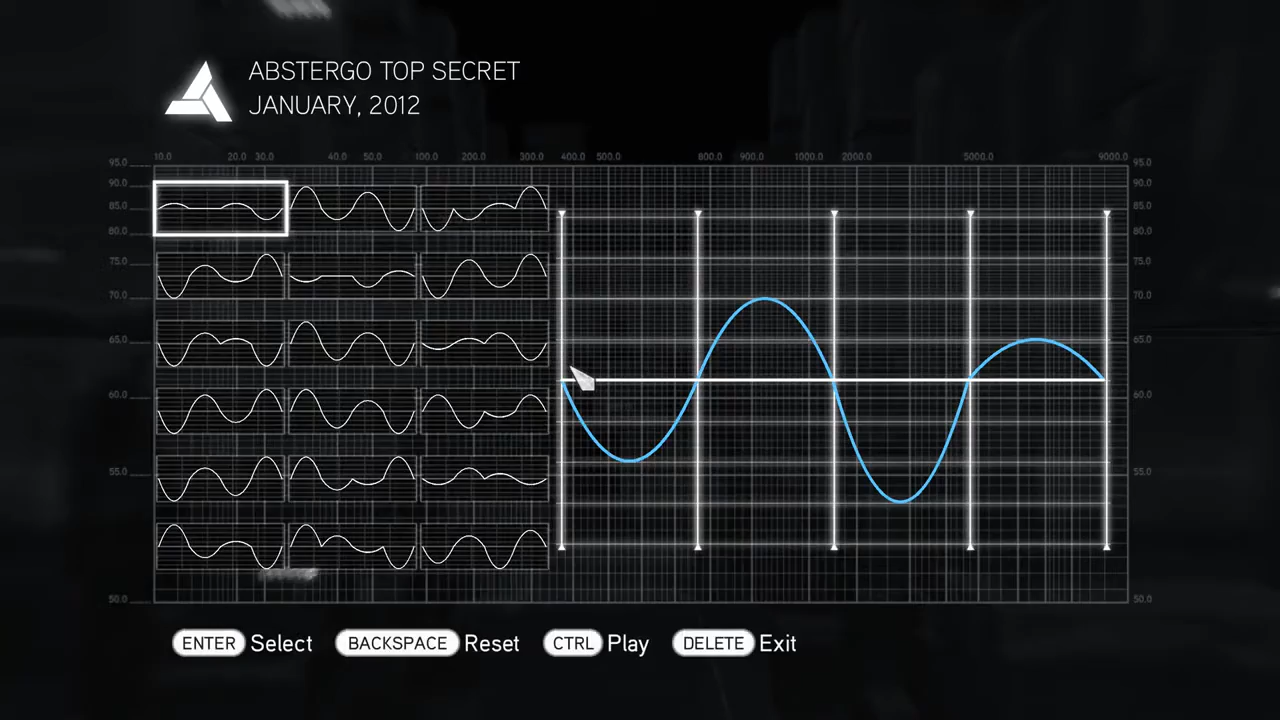 ABSTERGO TOP SECRET
JANUARY, 2012
10.0 20.0 30.0 40.0 50.0 100.0 200.0 300.0 400.0 500.0 800.0 900.0 1000.0 2000.0 5000.0 9000.0
95.0 95.0
90.0 90.0
85.0 85.0
80.0 80.0
75.0 75.0
70.0 70.0
65.0 65.0
60.0 60.0
55.0 55.0
50.0 50.0
ENTER Select BACKSPACE Reset CTRL Play DELETE Exit